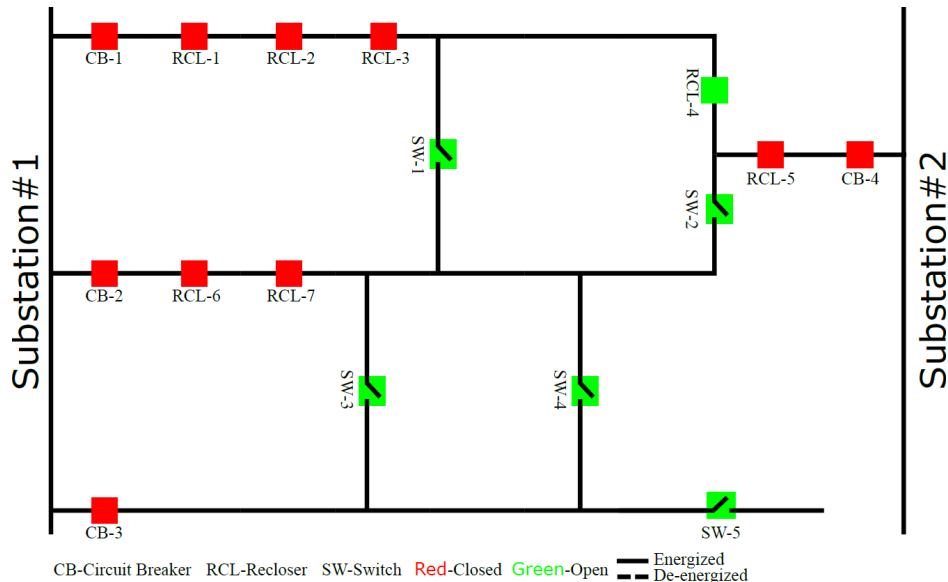 CB-1
RCL-1
RCL-2
RCL-3
RCL-4
SW-1
Substation#1
Substation#2
RCL-5
CB-4
SW-2
CB-2
RCL-6
RCL-7
SW-3
SW-4
CB-3
SW-5
CB-Circuit Breaker RCL-Recloser SW-Switch Red-Closed Green-Open Energized
De-energized